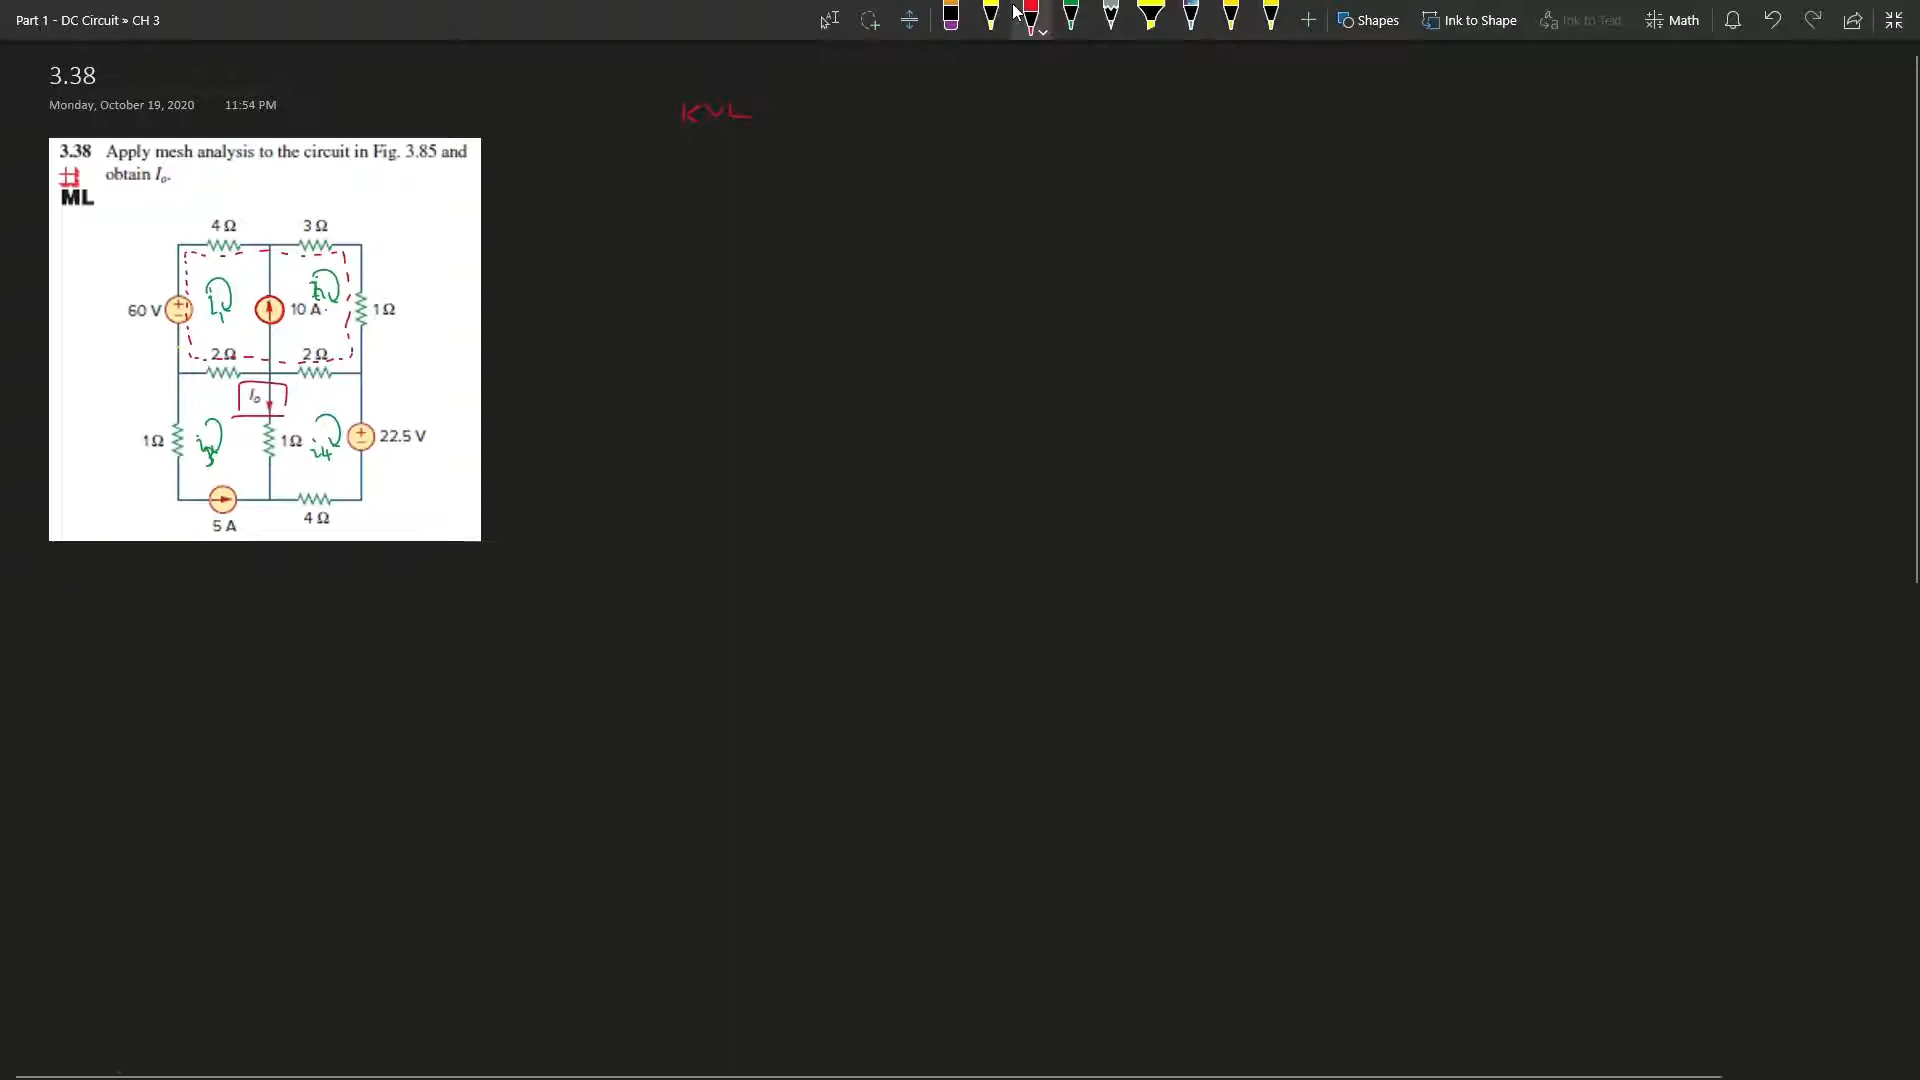 Part 1 - DC Circuit » CH 3
Shapes
Ink to Shape
Ink to Text
Math
3.38
Monday, October 19, 2020 11:54 PM
KVL
3.38 Apply mesh analysis to the circuit in Fig. 3.85 and
obtain Iₒ.
ML
4 Ω 3 Ω
60 V i₁ 10 A 1 Ω
2 Ω 2 Ω
Iₒ
1 Ω 1 Ω i4 22.5 V
5 A 4 Ω